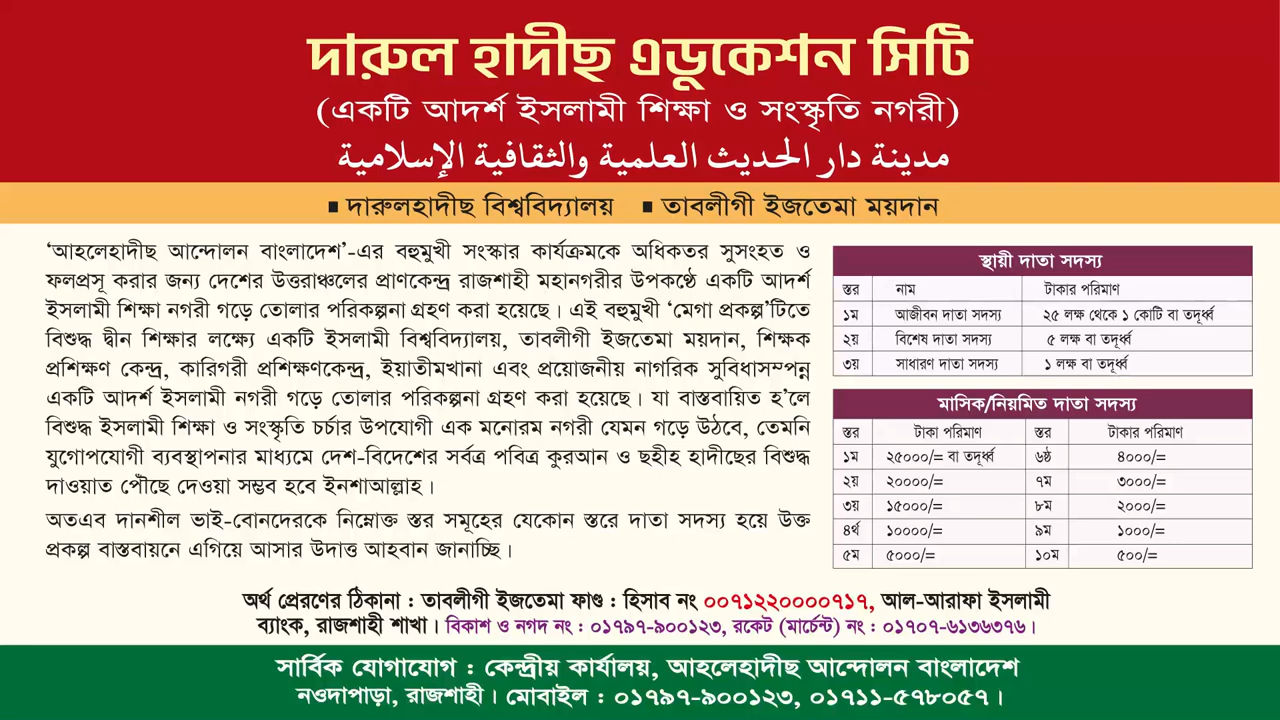 দারুল হাদীছ এডুকেশন সিটি
(একটি আদর্শ ইসলামী শিক্ষা ও সংস্কৃতি নগরী)
مدينة دار الحديث العلمية والثقافية الإسلامية
■ দারুলহাদীছ বিশ্ববিদ্যালয় ■ তাবলীগী ইজতেমা ময়দান
‘আহলেহাদীছ আন্দোলন বাংলাদেশ’-এর বহুমুখী সংস্কার কার্যক্রমকে অধিকতর সুসংহত ও
ফলপ্রসূ করার জন্য দেশের উত্তরাঞ্চলের প্রাণকেন্দ্র রাজশাহী মহানগরীর উপকণ্ঠে একটি আদর্শ
ইসলামী শিক্ষা নগরী গড়ে তোলার পরিকল্পনা গ্রহণ করা হয়েছে। এই বহুমুখী ‘মেগা প্রকল্প’টিতে
বিশুদ্ধ দ্বীন শিক্ষার লক্ষ্যে একটি ইসলামী বিশ্ববিদ্যালয়, তাবলীগী ইজতেমা ময়দান, শিক্ষক
প্রশিক্ষণ কেন্দ্র, কারিগরী প্রশিক্ষণকেন্দ্র, ইয়াতীমখানা এবং প্রয়োজনীয় নাগরিক সুবিধাসম্পন্ন
একটি আদর্শ ইসলামী নগরী গড়ে তোলার পরিকল্পনা গ্রহণ করা হয়েছে। যা বাস্তবায়িত হ’লে
বিশুদ্ধ ইসলামী শিক্ষা ও সংস্কৃতি চর্চার উপযোগী এক মনোরম নগরী যেমন গড়ে উঠবে, তেমনি
যুগোপযোগী ব্যবস্থাপনার মাধ্যমে দেশ-বিদেশের সর্বত্র পবিত্র কুরআন ও ছহীহ হাদীছের বিশুদ্ধ
দাওয়াত পৌঁছে দেওয়া সম্ভব হবে ইনশাআল্লাহ।
অতএব দানশীল ভাই-বোনদেরকে নিম্নোক্ত স্তর সমূহের যেকোন স্তরে দাতা সদস্য হয়ে উক্ত
প্রকল্প বাস্তবায়নে এগিয়ে আসার উদাত্ত আহবান জানাচ্ছি।
স্থায়ী দাতা সদস্য
স্তর নাম টাকার পরিমাণ
১ম আজীবন দাতা সদস্য ২৫ লক্ষ থেকে ১ কোটি বা তদূর্ধ্ব
২য় বিশেষ দাতা সদস্য ৫ লক্ষ বা তদূর্ধ্ব
৩য় সাধারণ দাতা সদস্য ১ লক্ষ বা তদূর্ধ্ব
মাসিক/নিয়মিত দাতা সদস্য
স্তর টাকা পরিমাণ স্তর টাকার পরিমাণ
১ম ২৫০০০/= বা তদূর্ধ্ব ৬ষ্ঠ ৪০০০/=
২য় ২০০০০/= ৭ম ৩০০০/=
৩য় ১৫০০০/= ৮ম ২০০০/=
৪র্থ ১০০০০/= ৯ম ১০০০/=
৫ম ৫০০০/= ১০ম ৫০০/=
অর্থ প্রেরণের ঠিকানা : তাবলীগী ইজতেমা ফাণ্ড : হিসাব নং ০০৭১২২০০০০৭১৭, আল-আরাফা ইসলামী
ব্যাংক, রাজশাহী শাখা। বিকাশ ও নগদ নং : ০১৭৯৭-৯০০১২৩, রকেট (মার্চেন্ট) নং : ০১৭০৭-৬১৩৬৩৭৬।
সার্বিক যোগাযোগ : কেন্দ্রীয় কার্যালয়, আহলেহাদীছ আন্দোলন বাংলাদেশ
নওদাপাড়া, রাজশাহী। মোবাইল : ০১৭৯৭-৯০০১২৩, ০১৭১১-৫৭৮০৫৭।